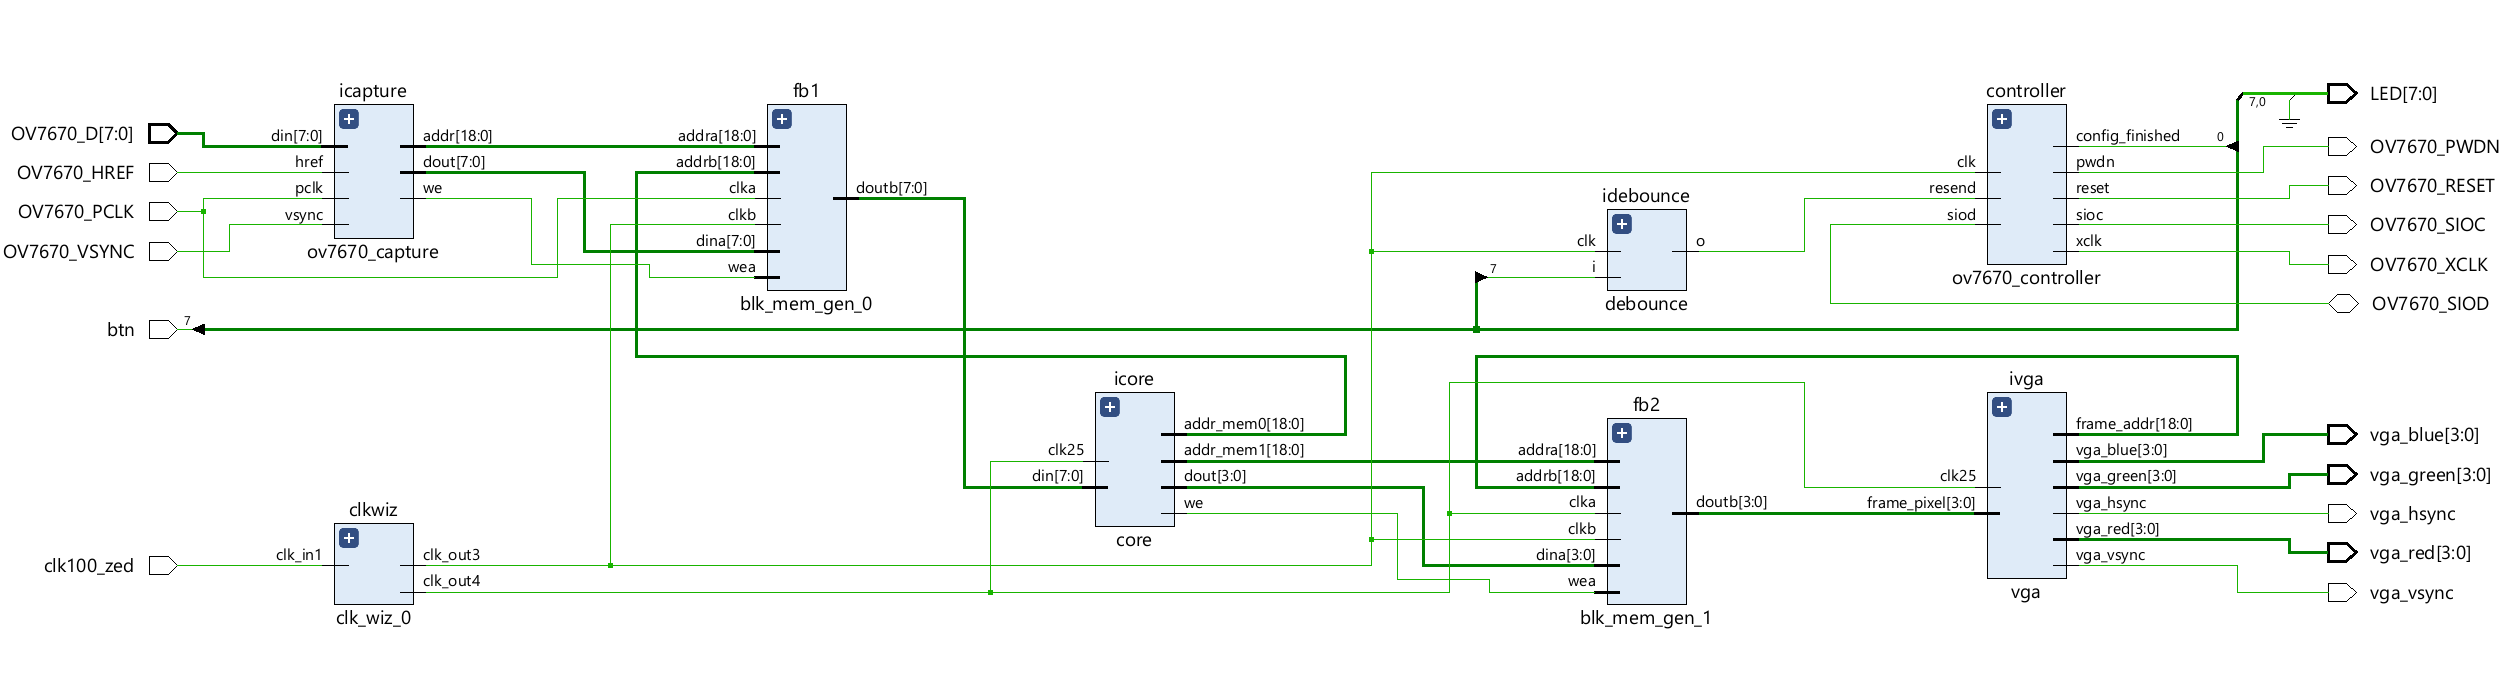 OV7670_D[7:0]
OV7670_HREF
OV7670_PCLK
OV7670_VSYNC
btn
7
clk100_zed
icapture
din[7:0]
href
pclk
vsync
addr[18:0]
dout[7:0]
we
ov7670_capture
fb1
addra[18:0]
addrb[18:0]
clka
clkb
dina[7:0]
wea
doutb[7:0]
blk_mem_gen_0
clkwiz
clk_in1
clk_out3
clk_out4
clk_wiz_0
icore
clk25
din[7:0]
addr_mem0[18:0]
addr_mem1[18:0]
dout[3:0]
we
core
idebounce
clk
i
7
o
debounce
fb2
addra[18:0]
addrb[18:0]
clka
clkb
dina[3:0]
wea
doutb[3:0]
blk_mem_gen_1
controller
clk
resend
siod
config_finished
0
pwdn
reset
sioc
xclk
ov7670_controller
ivga
clk25
frame_pixel[3:0]
frame_addr[18:0]
vga_blue[3:0]
vga_green[3:0]
vga_hsync
vga_red[3:0]
vga_vsync
vga
7,0
LED[7:0]
OV7670_PWDN
OV7670_RESET
OV7670_SIOC
OV7670_XCLK
OV7670_SIOD
vga_blue[3:0]
vga_green[3:0]
vga_hsync
vga_red[3:0]
vga_vsync